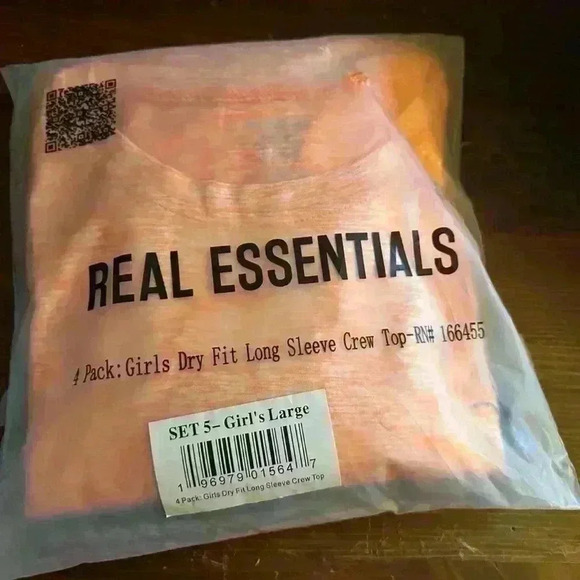 REAL ESSENTIALS
4 Pack:Girls Dry Fit Long Sleeve Crew Top-RN# 166455
SET 5- Girl's Large
1 96979 01564 7
4 Pack: Girls Dry Fit Long Sleeve Crew Top